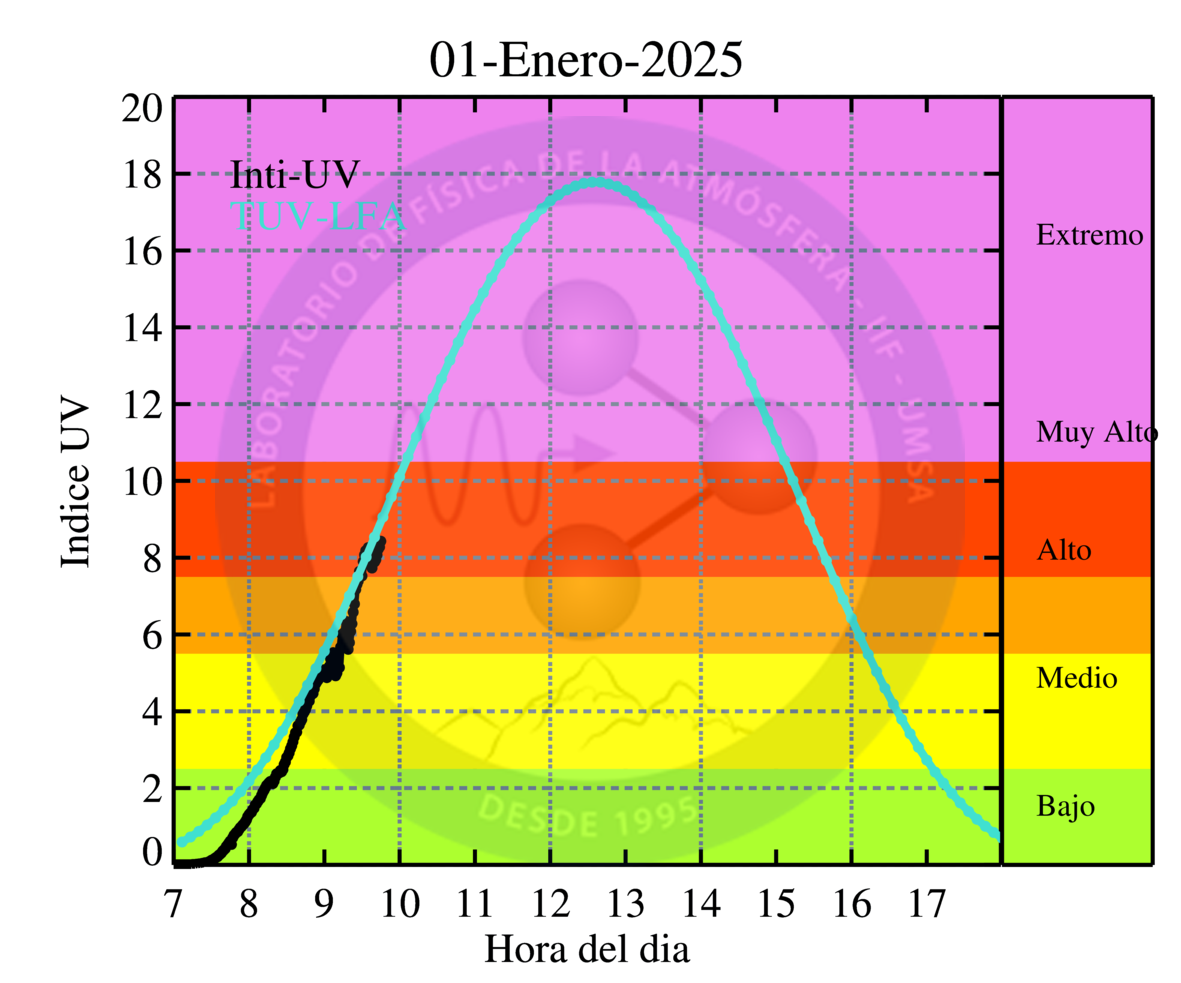 01-Enero-2025
20
18
16
14
12
10
8
6
4
2
0
Indice UV
Inti-UV
TUV-LFA
LABORATORIO DE FÍSICA DE LA ATMÓSFERA - IIF - UMSA
DESDE 1995
Extremo
Muy Alto
Alto
Medio
Bajo
7 8 9 10 11 12 13 14 15 16 17
Hora del dia